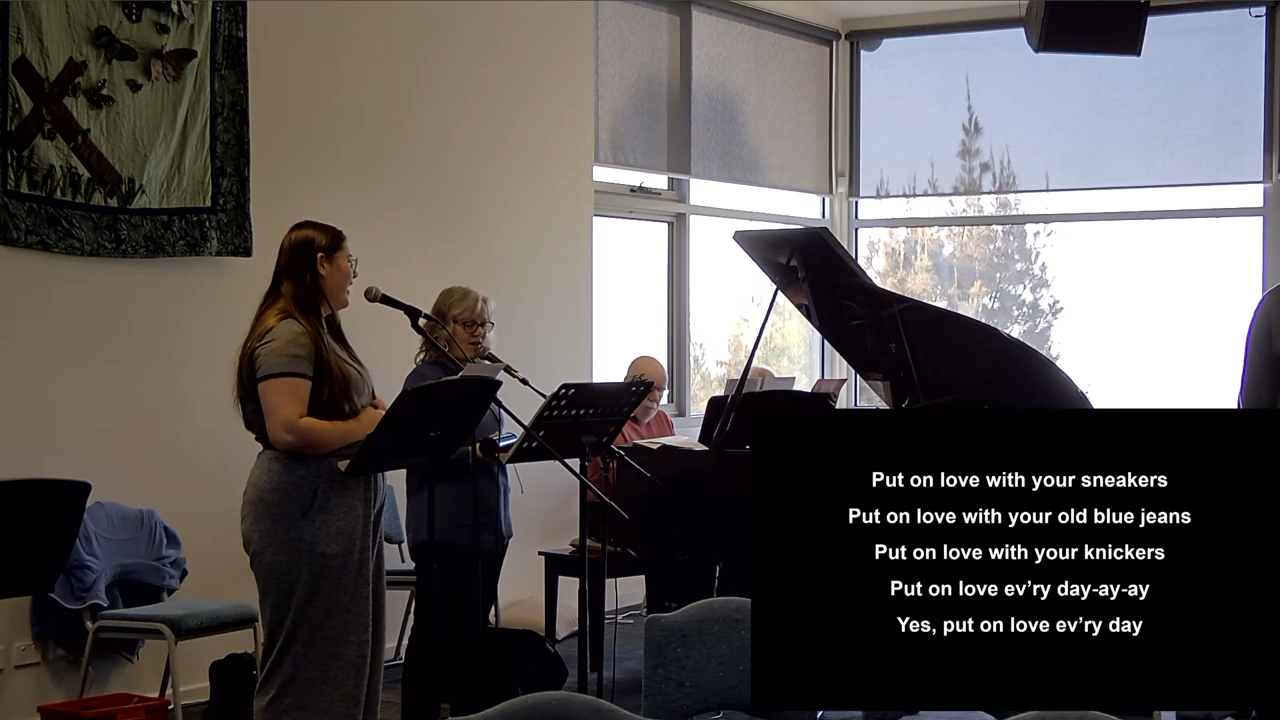 Put on love with your sneakers
Put on love with your old blue jeans
Put on love with your knickers
Put on love ev’ry day-ay-ay
Yes, put on love ev’ry day